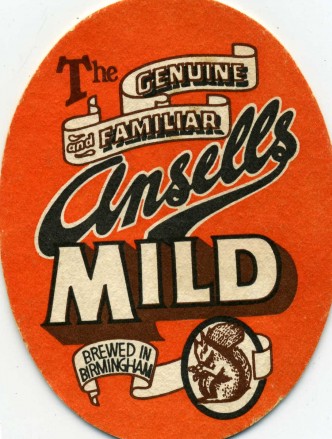 The GENUINE
and FAMILIAR
Ansells
MILD
BREWED IN
BIRMINGHAM